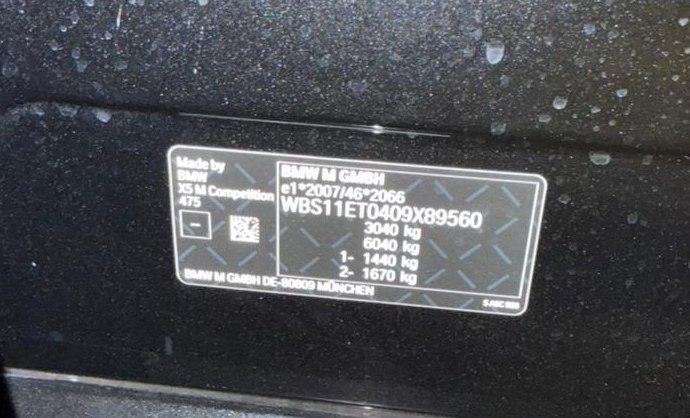 Made by
BMW
X5 M Competition
475
-
BMW M GMBH
e1*2007/46*2066
WBS11ET0409X89560
3040 kg
6040 kg
1- 1440 kg
2- 1670 kg
BMW M GMBH DE-80809 MÜNCHEN